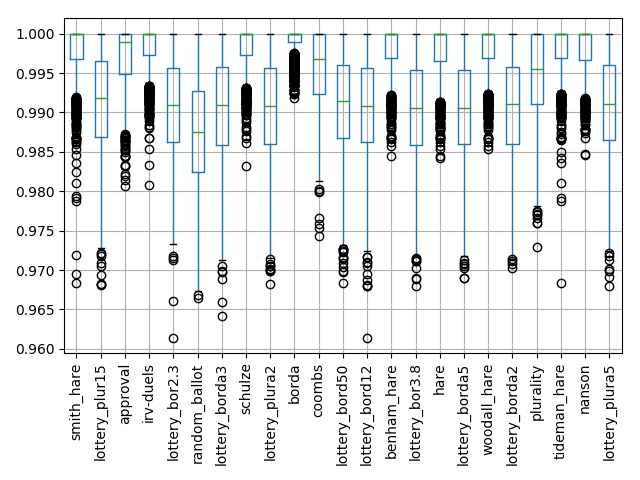 1.000
0.995
0.990
0.985
0.980
0.975
0.970
0.965
0.960
smith_hare
lottery_plur15
approval
irv-duels
lottery_bor2.3
random_ballot
lottery_borda3
schulze
lottery_plura2
borda
coombs
lottery_bord50
lottery_bord12
benham_hare
lottery_bor3.8
hare
lottery_borda5
woodall_hare
lottery_borda2
plurality
tideman_hare
nanson
lottery_plura5